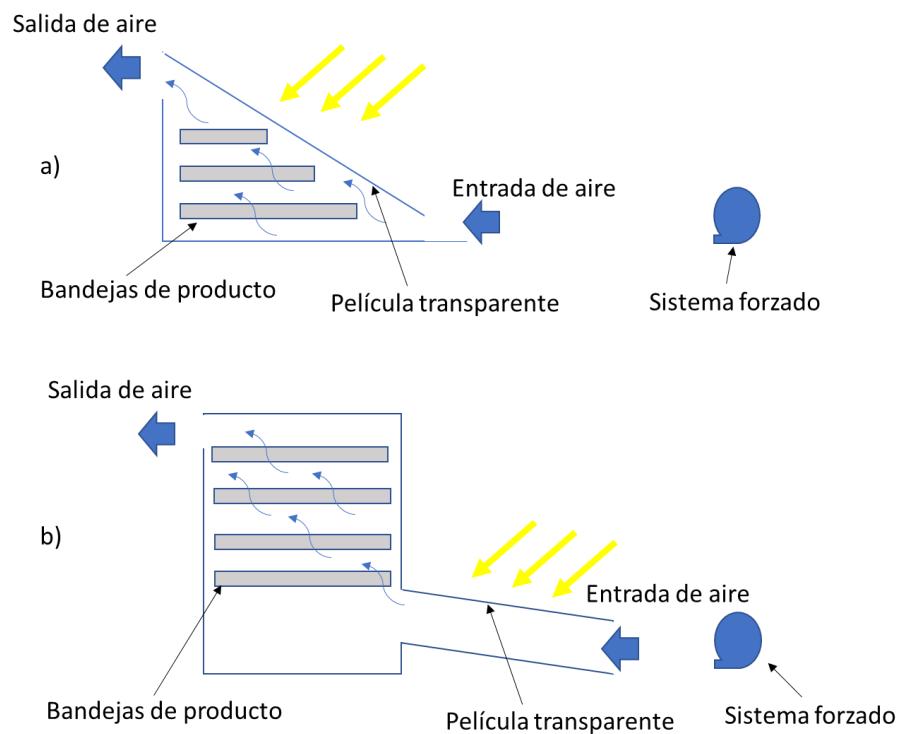 Salida de aire
a)
Entrada de aire
Bandejas de producto
Película transparente
Sistema forzado
Salida de aire
b)
Entrada de aire
Bandejas de producto
Película transparente
Sistema forzado